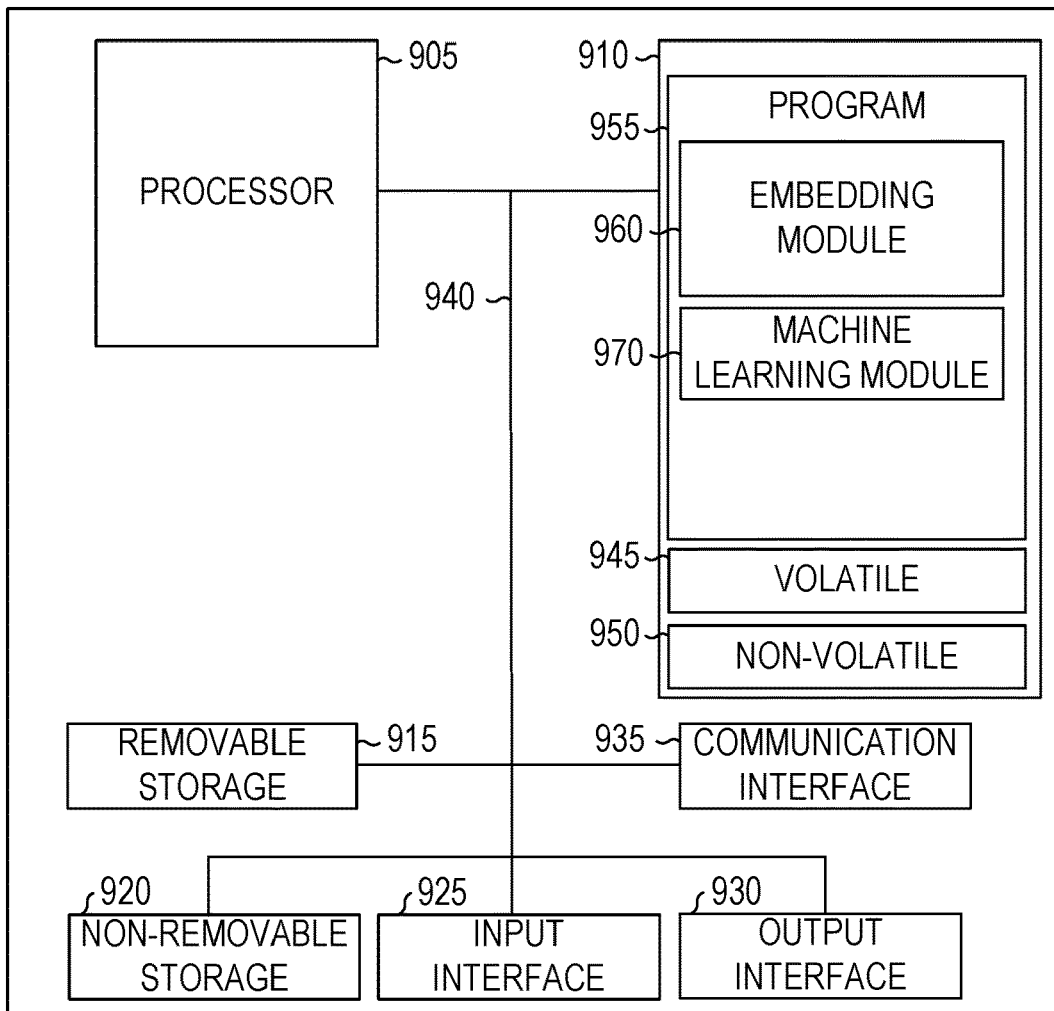 905
PROCESSOR
910
955
PROGRAM
960
EMBEDDING
MODULE
970
MACHINE
LEARNING MODULE
940
945
VOLATILE
950
NON-VOLATILE
REMOVABLE
STORAGE
915
935
COMMUNICATION
INTERFACE
920
NON-REMOVABLE
STORAGE
925
INPUT
INTERFACE
930
OUTPUT
INTERFACE